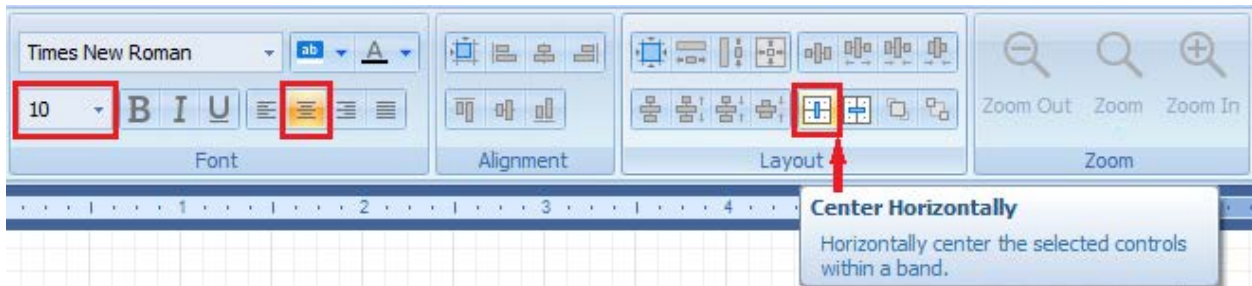 Times New Roman ab A
10 B I U
Zoom Out Zoom Zoom In
Font Alignment Layout Zoom
1 2 3 4
Center Horizontally
Horizontally center the selected controls
within a band.